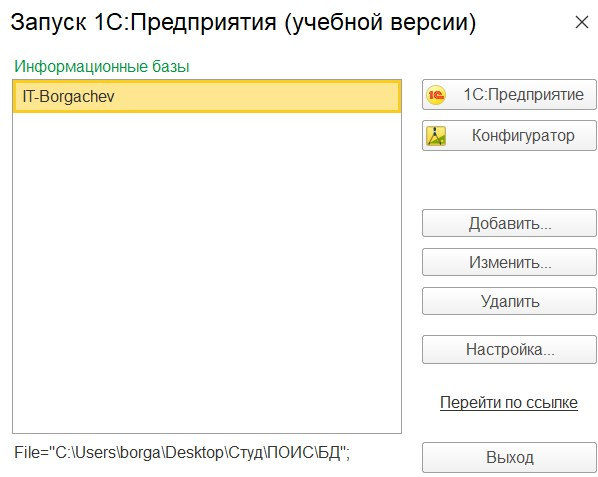 Запуск 1С:Предприятия (учебной версии)
Информационные базы
IT-Borgachev
1С:Предприятие
Конфигуратор
Добавить...
Изменить...
Удалить
Настройка...
Перейти по ссылке
File="C:\Users\borga\Desktop\Студ\ПОИС\БД";
Выход